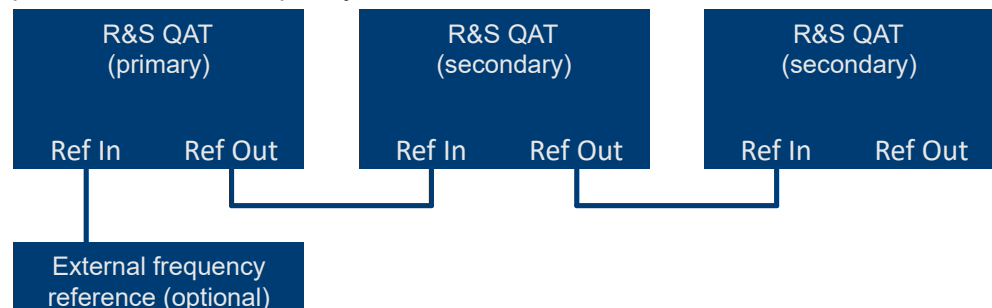 R&S QAT
(primary)
Ref In Ref Out
R&S QAT
(secondary)
Ref In Ref Out
R&S QAT
(secondary)
Ref In Ref Out
External frequency
reference (optional)